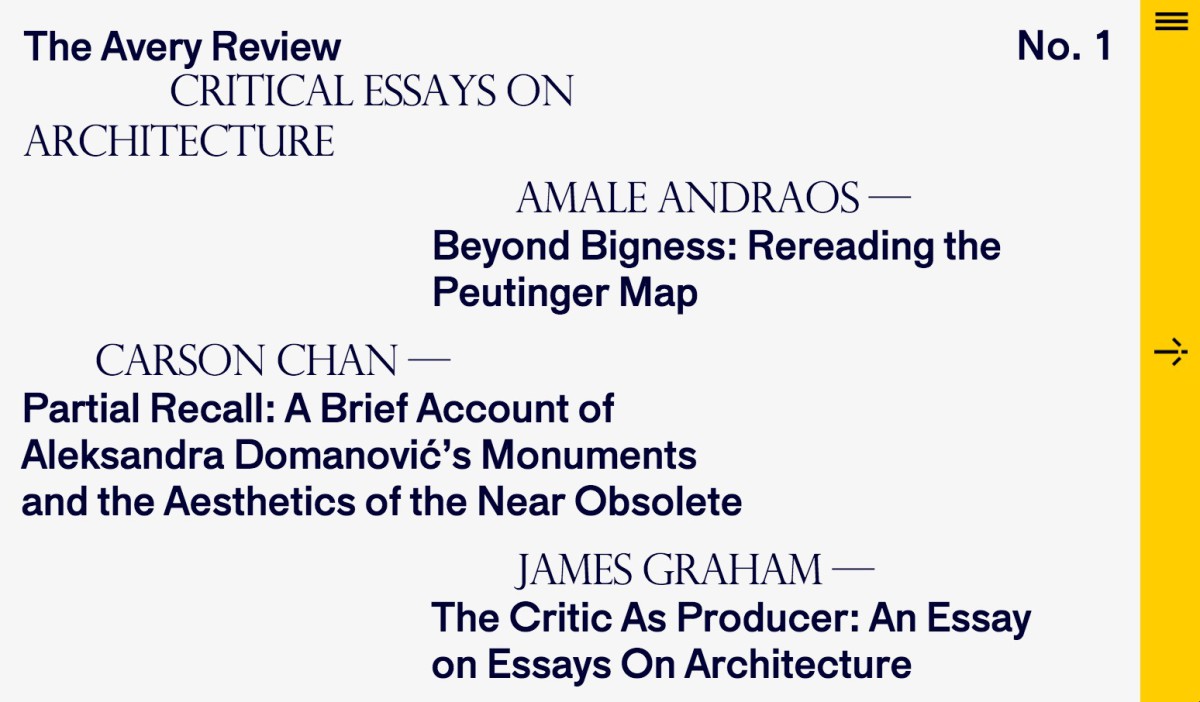 The Avery Review
No. 1
CRITICAL ESSAYS ON
ARCHITECTURE
AMALE ANDRAOS —
Beyond Bigness: Rereading the
Peutinger Map
CARSON CHAN —
Partial Recall: A Brief Account of
Aleksandra Domanović’s Monuments
and the Aesthetics of the Near Obsolete
JAMES GRAHAM —
The Critic As Producer: An Essay
on Essays On Architecture